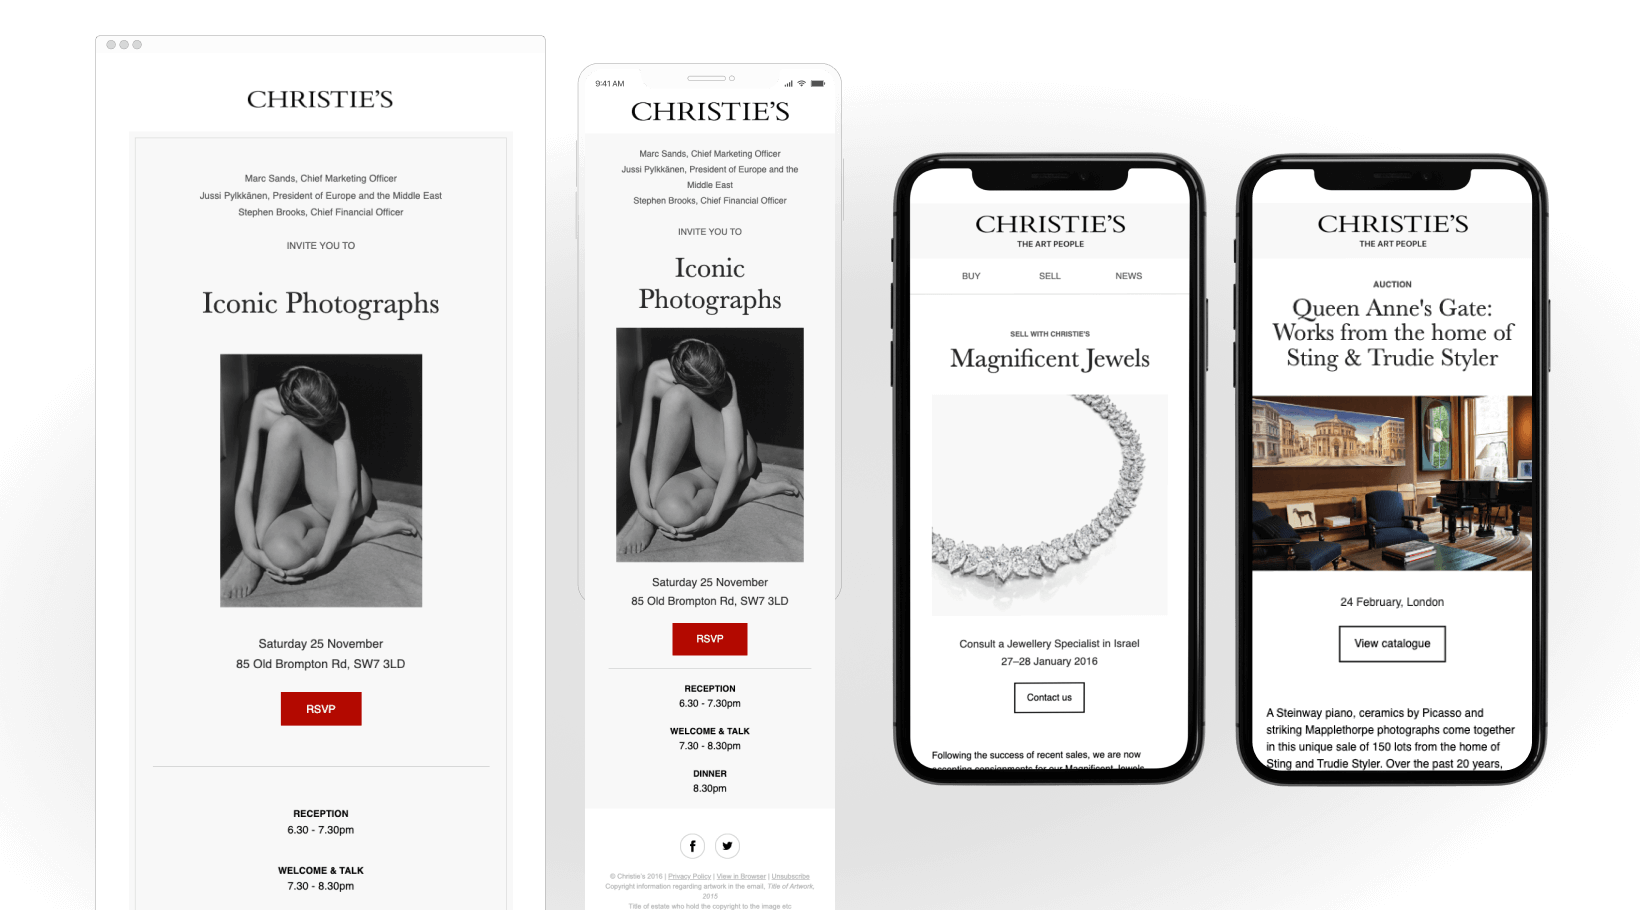 CHRISTIE'S
Marc Sands, Chief Marketing Officer
Jussi Pylkkänen, President of Europe and the Middle East
Stephen Brooks, Chief Financial Officer
INVITE YOU TO
Iconic Photographs
Saturday 25 November
85 Old Brompton Rd, SW7 3LD
RSVP
RECEPTION
6.30 - 7.30pm
WELCOME & TALK
7.30 - 8.30pm
9:41 AM
CHRISTIE'S
Marc Sands, Chief Marketing Officer
Jussi Pylkkänen, President of Europe and the
Middle East
Stephen Brooks, Chief Financial Officer
INVITE YOU TO
Iconic
Photographs
Saturday 25 November
85 Old Brompton Rd, SW7 3LD
RSVP
RECEPTION
6.30 - 7.30pm
WELCOME & TALK
7.30 - 8.30pm
DINNER
8.30pm
© Christie's 2016 | Privacy Policy | View in Browser | Unsubscribe
Copyright information regarding artwork in the email, Title of Artwork,
2015
Title of estate who hold the copyright to the image etc
CHRISTIE'S
THE ART PEOPLE
BUY SELL NEWS
SELL WITH CHRISTIE'S
Magnificent Jewels
Consult a Jewellery Specialist in Israel
27–28 January 2016
Contact us
Following the success of recent sales, we are now
accepting consignments for our Magnificent Jewels
CHRISTIE'S
THE ART PEOPLE
AUCTION
Queen Anne's Gate:
Works from the home of
Sting & Trudie Styler
24 February, London
View catalogue
A Steinway piano, ceramics by Picasso and
striking Mapplethorpe photographs come together
in this unique sale of 150 lots from the home of
Sting and Trudie Styler. Over the past 20 years,